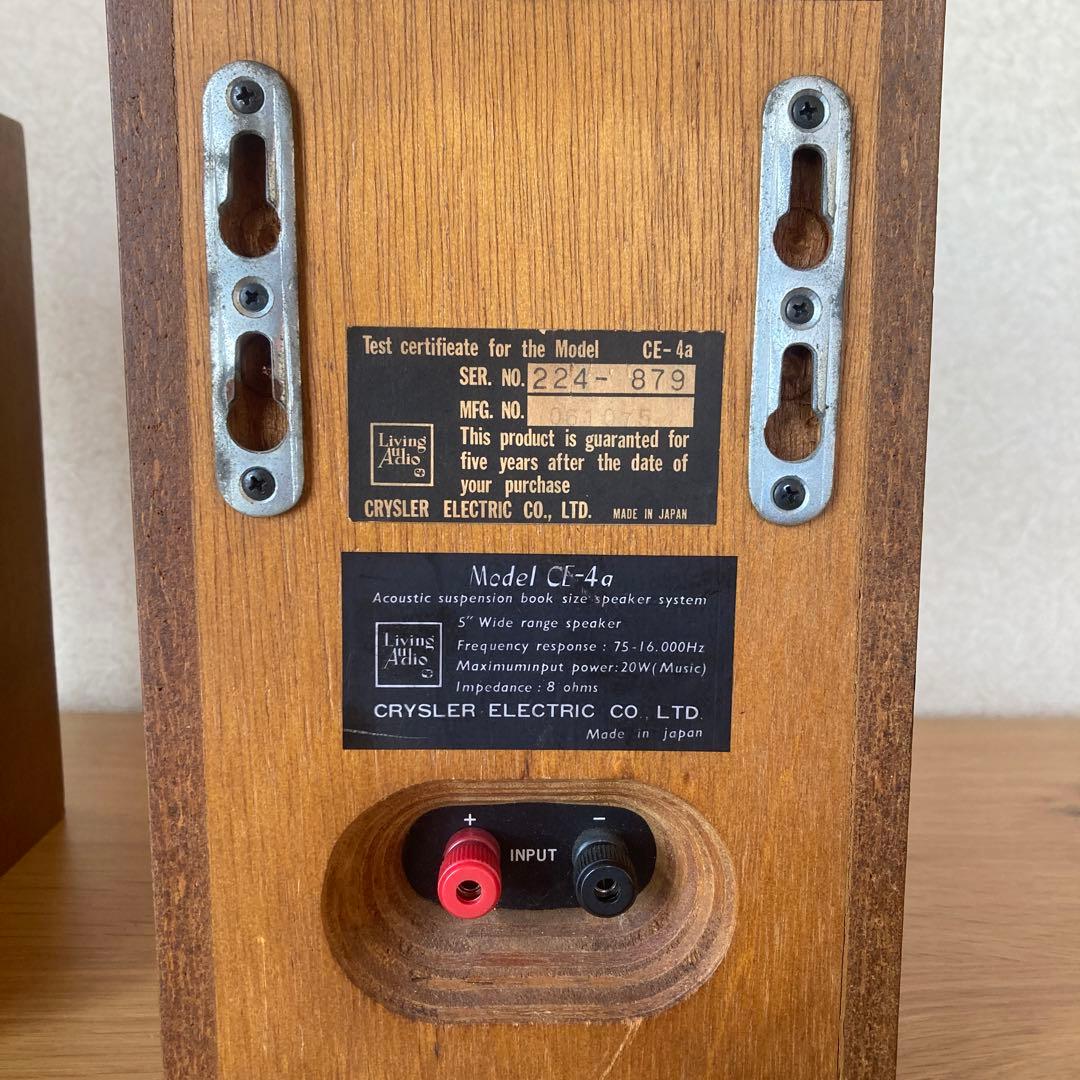 Test certifieate for the Model CE-4a
SER. NO. 224- 879
MFG. NO. 061075
This product is guaranted for
five years after the date of
your purchase
Living
Audio
CRYSLER ELECTRIC CO., LTD. MADE IN JAPAN
Model CE-4a
Acoustic suspension book size speaker system
5" Wide range speaker
Frequency response : 75-16.000Hz
Maximuminput power: 20W (Music)
Impedance : 8 ohms
Living
Audio
CRYSLER ELECTRIC CO., LTD.
Made in japan
+ INPUT −